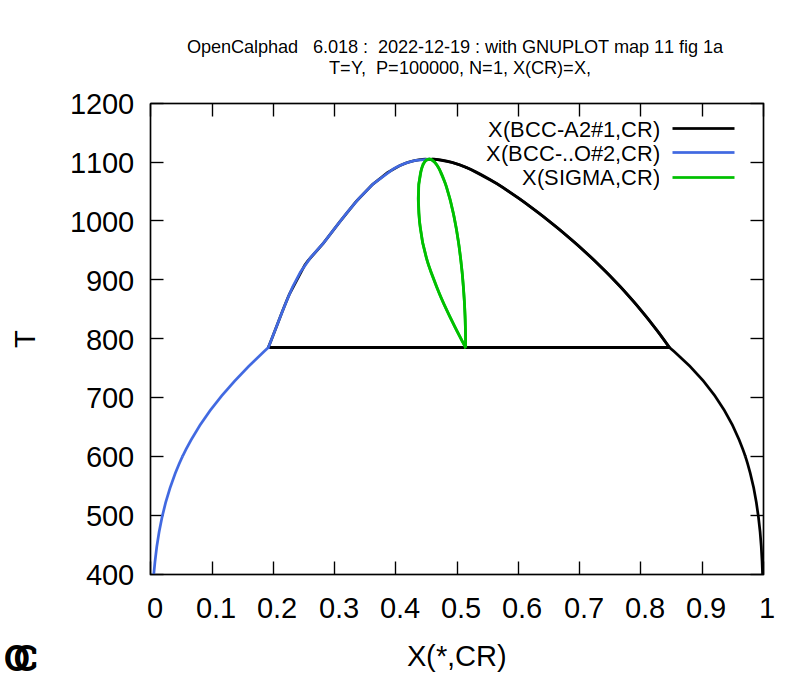 OpenCalphad 6.018 : 2022-12-19 : with GNUPLOT map 11 fig 1a
T=Y, P=100000, N=1, X(CR)=X,
1200
X(BCC-A2#1,CR)
X(BCC-..O#2,CR)
X(SIGMA,CR)
1100
1000
900
800
700
600
500
400
T
0 0.1 0.2 0.3 0.4 0.5 0.6 0.7 0.8 0.9 1
X(*,CR)
OC